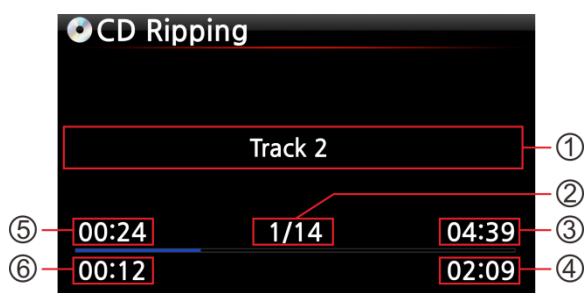 CD Ripping
Track 2
①
②
⑤ 00:24 1/14 04:39 ③
⑥ 00:12 02:09 ④